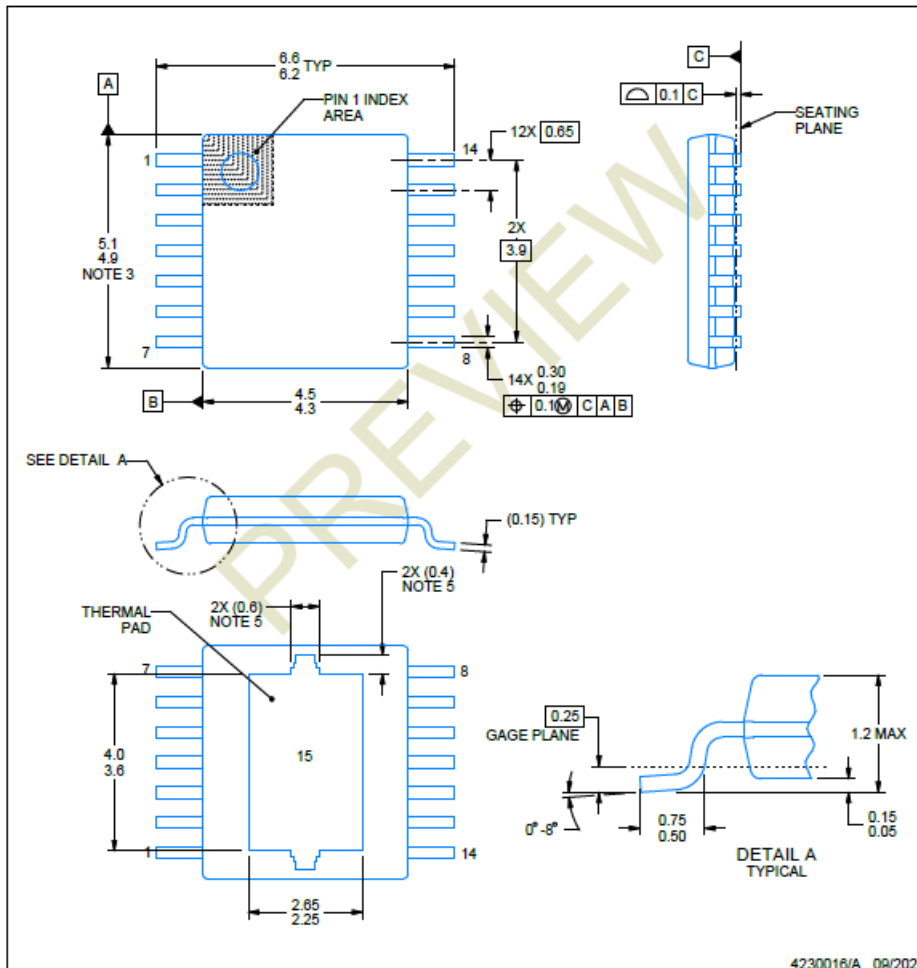 6.6
6.2 TYP
A
PIN 1 INDEX
AREA
1
14
12X 0.65
2X
3.9
5.1
4.9
NOTE 3
7
8
14X 0.30
0.19
0.1 Ⓜ C A B
B
4.5
4.3
C
0.1 C
SEATING
PLANE
PREVIEW
SEE DETAIL A
(0.15) TYP
2X (0.4)
NOTE 5
2X (0.6)
NOTE 5
THERMAL
PAD
7
8
4.0
3.6
15
1
14
2.65
2.25
0.25
GAGE PLANE
1.2 MAX
0°-8°
0.75
0.50
0.15
0.05
DETAIL A
TYPICAL
4230016/A 09/202